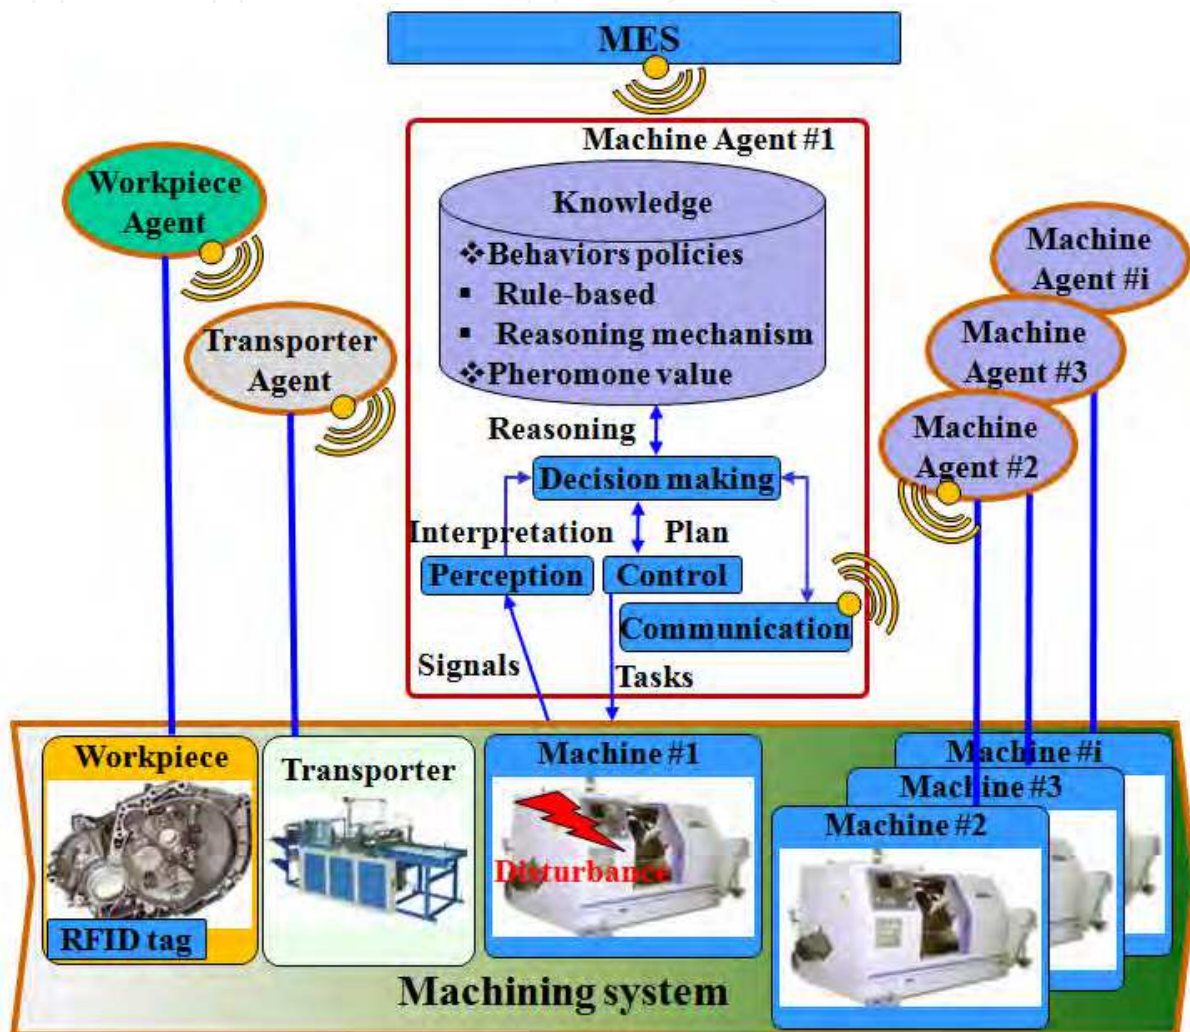 MES
Machine Agent #1
Workpiece
Agent
Transporter
Agent
Knowledge
❖Behaviors policies
▪ Rule-based
▪ Reasoning mechanism
❖Pheromone value
Reasoning
Decision making
Interpretation
Plan
Perception
Control
Communication
Signals
Tasks
Machine
Agent #i
Machine
Agent #3
Machine
Agent #2
Workpiece
RFID tag
Transporter
Machine #1
Disturbance
Machine #i
Machine #3
Machine #2
Machining system